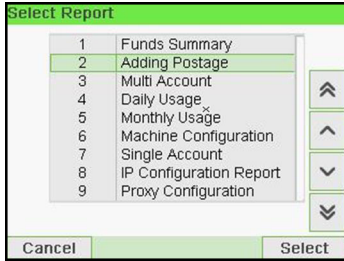 Select Report
1 Funds Summary
2 Adding Postage
3 Multi Account
4 Daily Usage
5 Monthly Usage
6 Machine Configuration
7 Single Account
8 IP Configuration Report
9 Proxy Configuration
Cancel Select